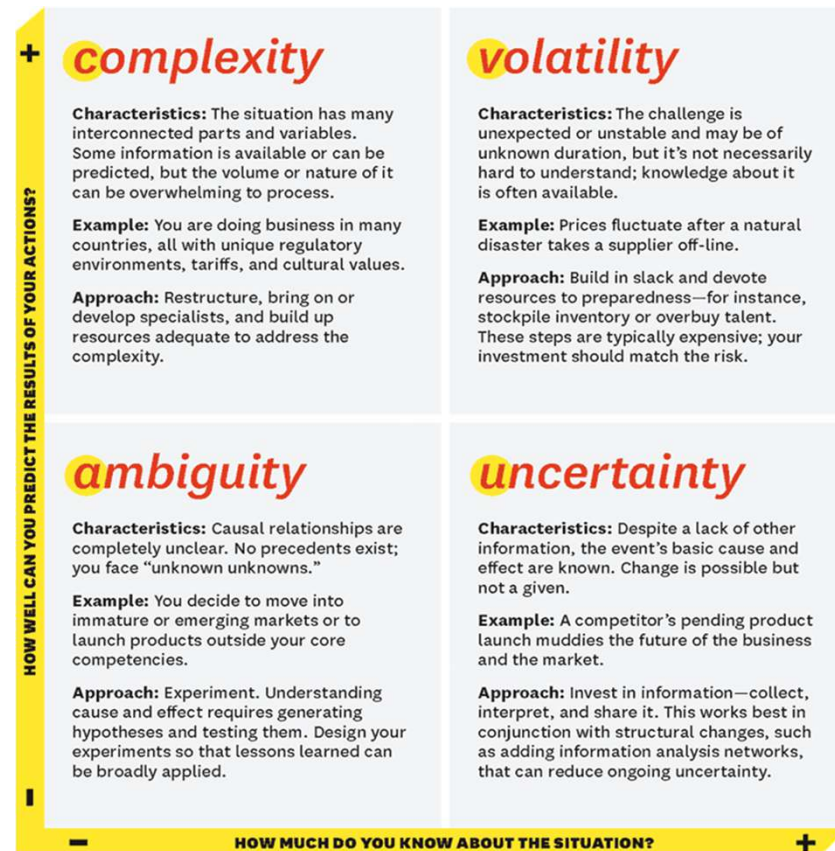 +
HOW WELL CAN YOU PREDICT THE RESULTS OF YOUR ACTIONS?
–
complexity
Characteristics: The situation has many
interconnected parts and variables.
Some information is available or can be
predicted, but the volume or nature of it
can be overwhelming to process.
Example: You are doing business in many
countries, all with unique regulatory
environments, tariffs, and cultural values.
Approach: Restructure, bring on or
develop specialists, and build up
resources adequate to address the
complexity.
volatility
Characteristics: The challenge is
unexpected or unstable and may be of
unknown duration, but it’s not necessarily
hard to understand; knowledge about it
is often available.
Example: Prices fluctuate after a natural
disaster takes a supplier off-line.
Approach: Build in slack and devote
resources to preparedness—for instance,
stockpile inventory or overbuy talent.
These steps are typically expensive; your
investment should match the risk.
ambiguity
Characteristics: Causal relationships are
completely unclear. No precedents exist;
you face “unknown unknowns.”
Example: You decide to move into
immature or emerging markets or to
launch products outside your core
competencies.
Approach: Experiment. Understanding
cause and effect requires generating
hypotheses and testing them. Design your
experiments so that lessons learned can
be broadly applied.
uncertainty
Characteristics: Despite a lack of other
information, the event’s basic cause and
effect are known. Change is possible but
not a given.
Example: A competitor’s pending product
launch muddies the future of the business
and the market.
Approach: Invest in information—collect,
interpret, and share it. This works best in
conjunction with structural changes, such
as adding information analysis networks,
that can reduce ongoing uncertainty.
– HOW MUCH DO YOU KNOW ABOUT THE SITUATION? +